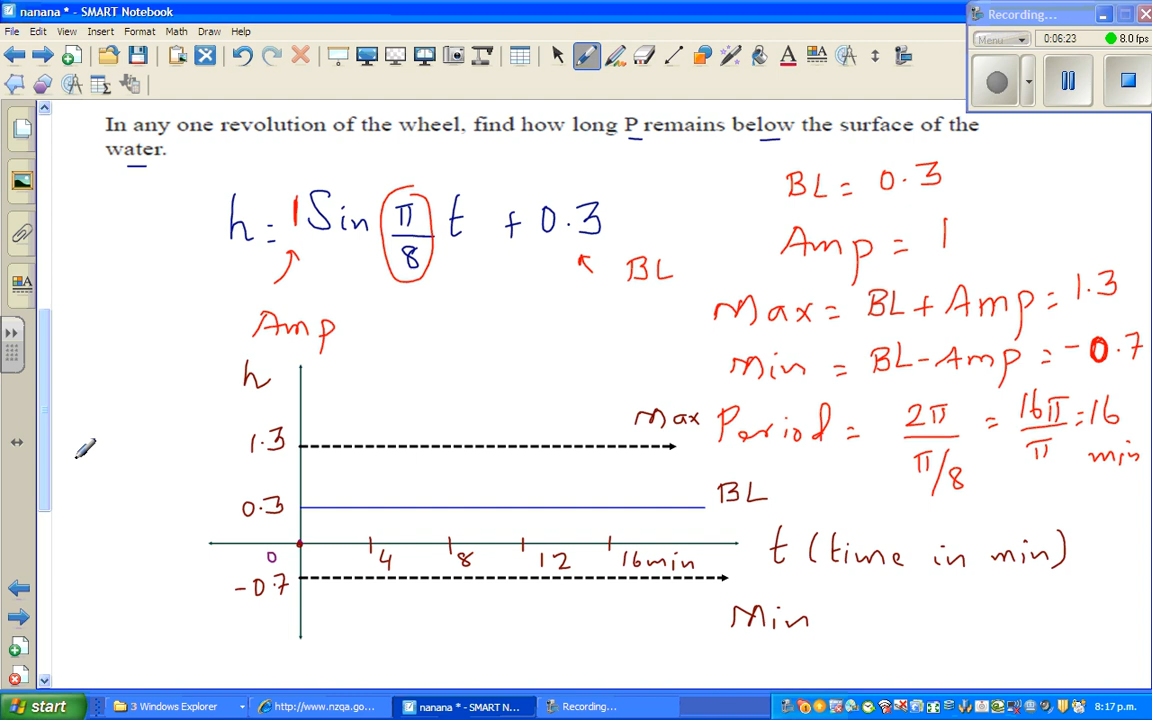 nanana * - SMART Notebook
Recording...
File Edit View Insert Format Math Draw Help
Menu
0:06:23
8.0 fps
In any one revolution of the wheel, find how long P remains below the surface of the
water.
BL = 0.3
h = 1 Sin π/8 t + 0.3
Amp = 1
BL
Max = BL + Amp = 1.3
Amp
Min = BL - Amp = -0.7
h
1.3
Max
Period = 2π / π/8 = 16π/π = 16 min
0.3
BL
0
4 8 12 16min
t (time in min)
-0.7
Min
start
3 Windows Explorer
http://www.nzqa.go...
nanana * - SMART N...
Recording...
8:17 p.m.